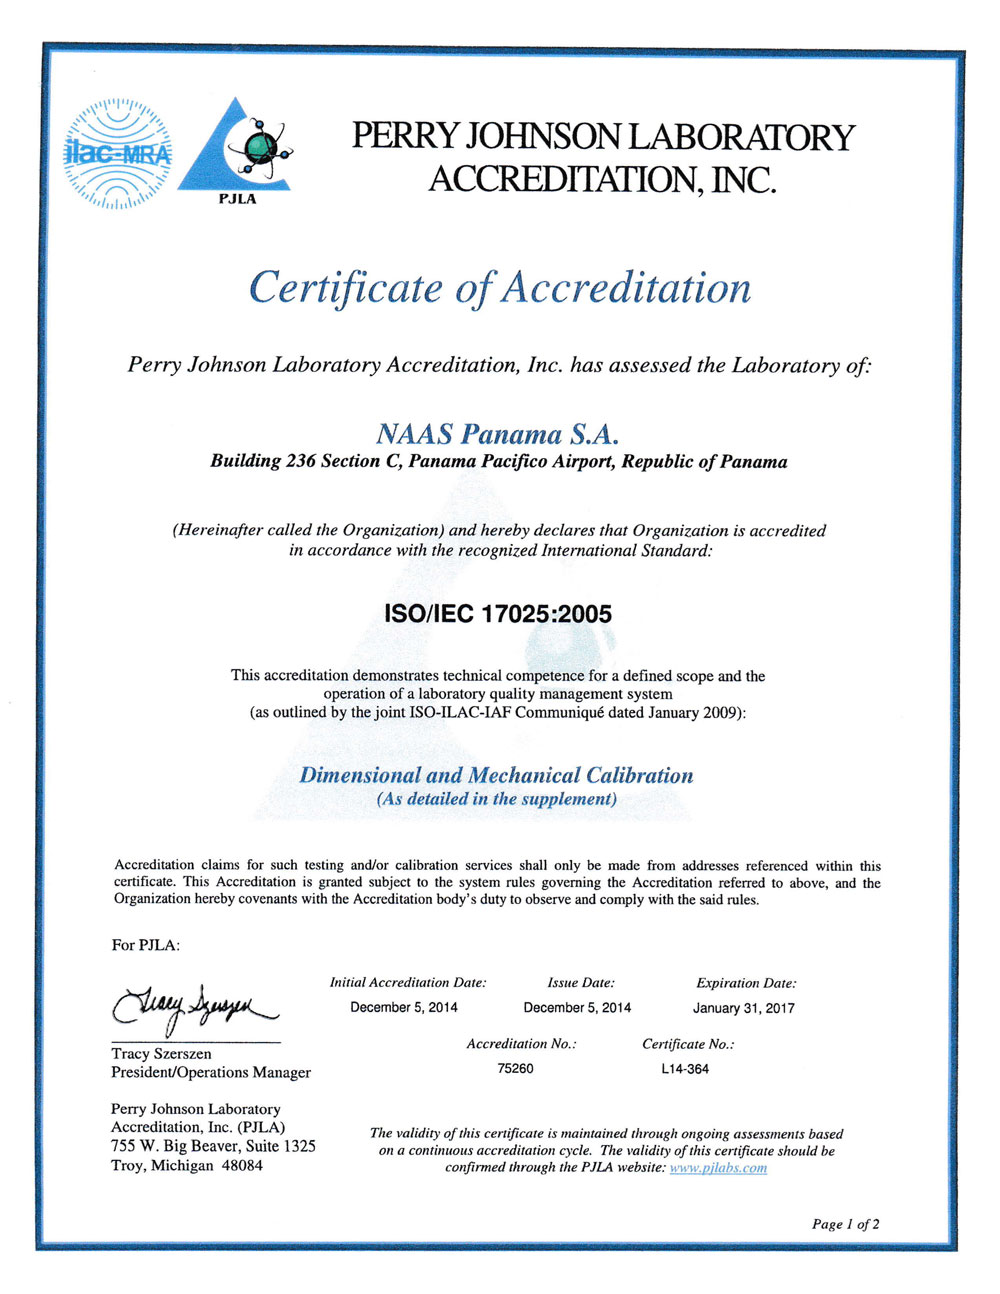 ilac-MRA
PJLA
PERRY JOHNSON LABORATORY
ACCREDITATION, INC.
Certificate of Accreditation
Perry Johnson Laboratory Accreditation, Inc. has assessed the Laboratory of:
NAAS Panama S.A.
Building 236 Section C, Panama Pacifico Airport, Republic of Panama
(Hereinafter called the Organization) and hereby declares that Organization is accredited
in accordance with the recognized International Standard:
ISO/IEC 17025:2005
This accreditation demonstrates technical competence for a defined scope and the
operation of a laboratory quality management system
(as outlined by the joint ISO-ILAC-IAF Communiqué dated January 2009):
Dimensional and Mechanical Calibration
(As detailed in the supplement)
Accreditation claims for such testing and/or calibration services shall only be made from addresses referenced within this
certificate. This Accreditation is granted subject to the system rules governing the Accreditation referred to above, and the
Organization hereby covenants with the Accreditation body's duty to observe and comply with the said rules.
For PJLA:
Tracy Szerszen
Tracy Szerszen
President/Operations Manager
Initial Accreditation Date: Issue Date: Expiration Date:
December 5, 2014 December 5, 2014 January 31, 2017
Accreditation No.: Certificate No.:
75260 L14-364
Perry Johnson Laboratory
Accreditation, Inc. (PJLA)
755 W. Big Beaver, Suite 1325
Troy, Michigan 48084
The validity of this certificate is maintained through ongoing assessments based
on a continuous accreditation cycle. The validity of this certificate should be
confirmed through the PJLA website: www.pjlabs.com
Page 1 of 2